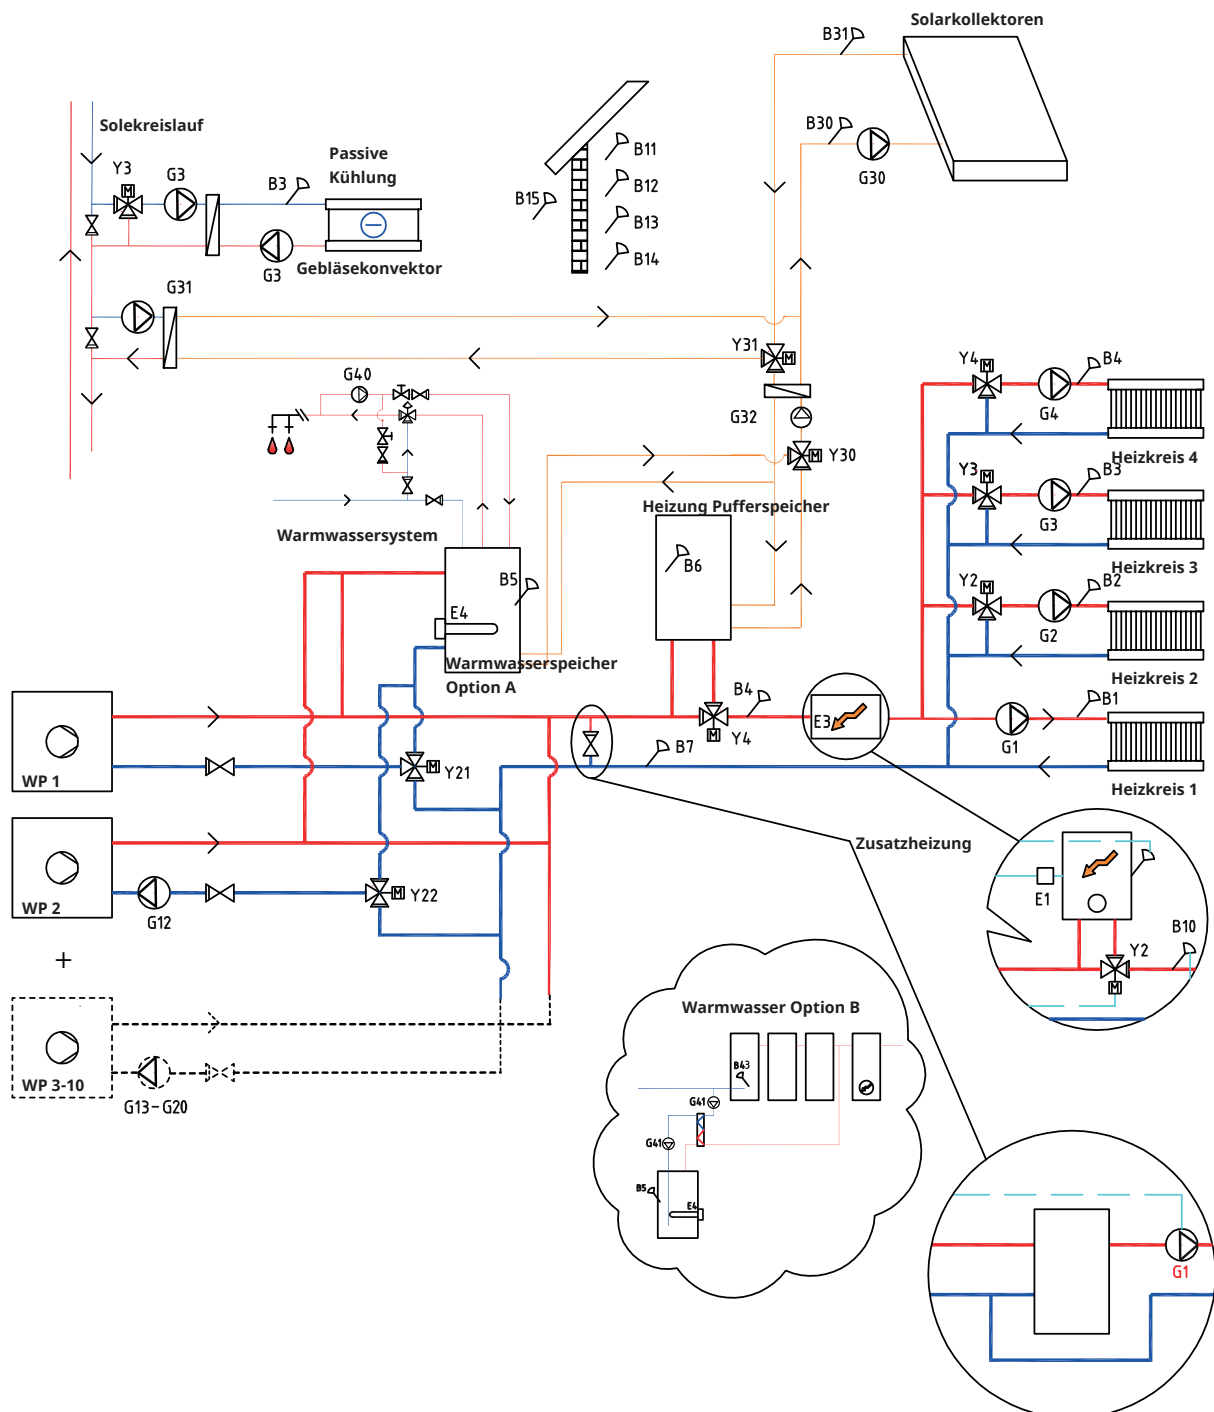 Solarkollektoren
B31
Solekreislauf
B30
G30
Y3
G3
B3
Passive
Kühlung
B11
B12
B13
B14
B15
G3
Gebläsekonvektor
G31
Y31
G40
G32
Y30
Y4
B4
G4
Heizkreis 4
Y3
B3
G3
Heizkreis 3
Y2
B2
G2
Heizkreis 2
B1
G1
Heizkreis 1
Warmwassersystem
Heizung Pufferspeicher
B5
B6
E4
Warmwasserspeicher
Option A
B4
E3
Y4
B7
WP 1
Y21
Zusatzheizung
WP 2
G12
Y22
+
E1
B10
Y2
WP 3-10
G13-G20
Warmwasser Option B
B43
G41
G41
B5
E4
G1